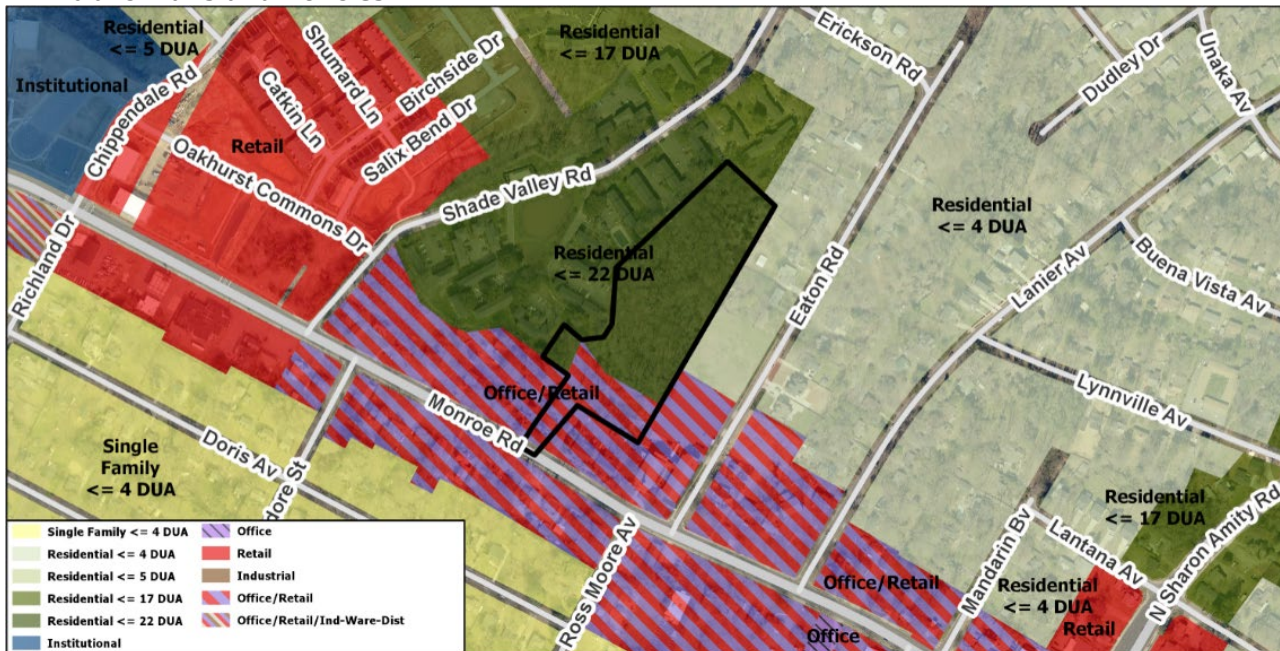 Residential
<= 5 DUA
Institutional
Chippendale Rd
Shumard Ln
Catkin Ln
Birchside Dr
Salix Bend Dr
Retail
Oakhurst Commons Dr
Residential
<= 17 DUA
Erickson Rd
Dudley Dr
Unaka Av
Shade Valley Rd
Residential
<= 22 DUA
Residential
<= 4 DUA
Richland Dr
Eaton Rd
Lanier Av
Buena Vista Av
Office/Retail
Monroe Rd
Lynnville Av
Single
Family
<= 4 DUA
Doris Av
dore St
Residential
<= 17 DUA
N Sharon Amity Rd
Ross Moore Av
Office/Retail
Office
Mandarin Bv
Lantana Av
Residential
<= 4 DUA
Retail
Single Family <= 4 DUA
Residential <= 4 DUA
Residential <= 5 DUA
Residential <= 17 DUA
Residential <= 22 DUA
Institutional
Office
Retail
Industrial
Office/Retail
Office/Retail/Ind-Ware-Dist